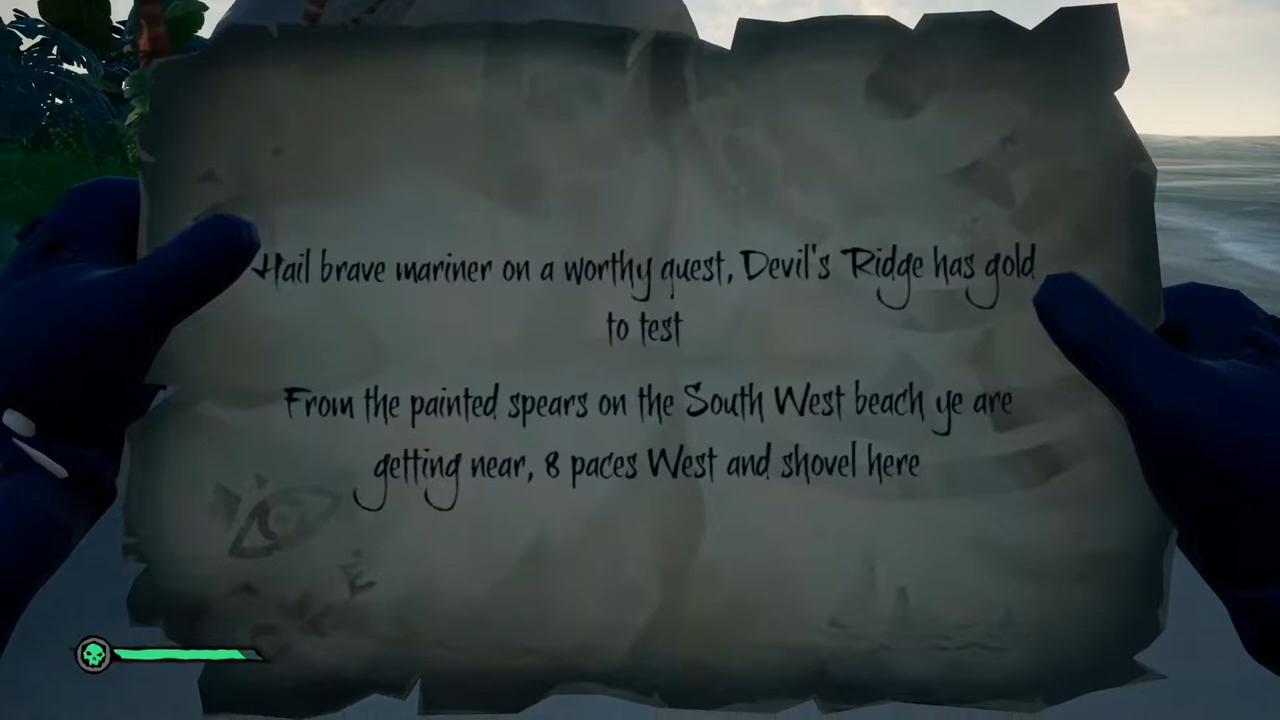 Hail brave mariner on a worthy quest, Devil's Ridge has gold
to test
From the painted spears on the South West beach ye are
getting near, 8 paces West and shovel here